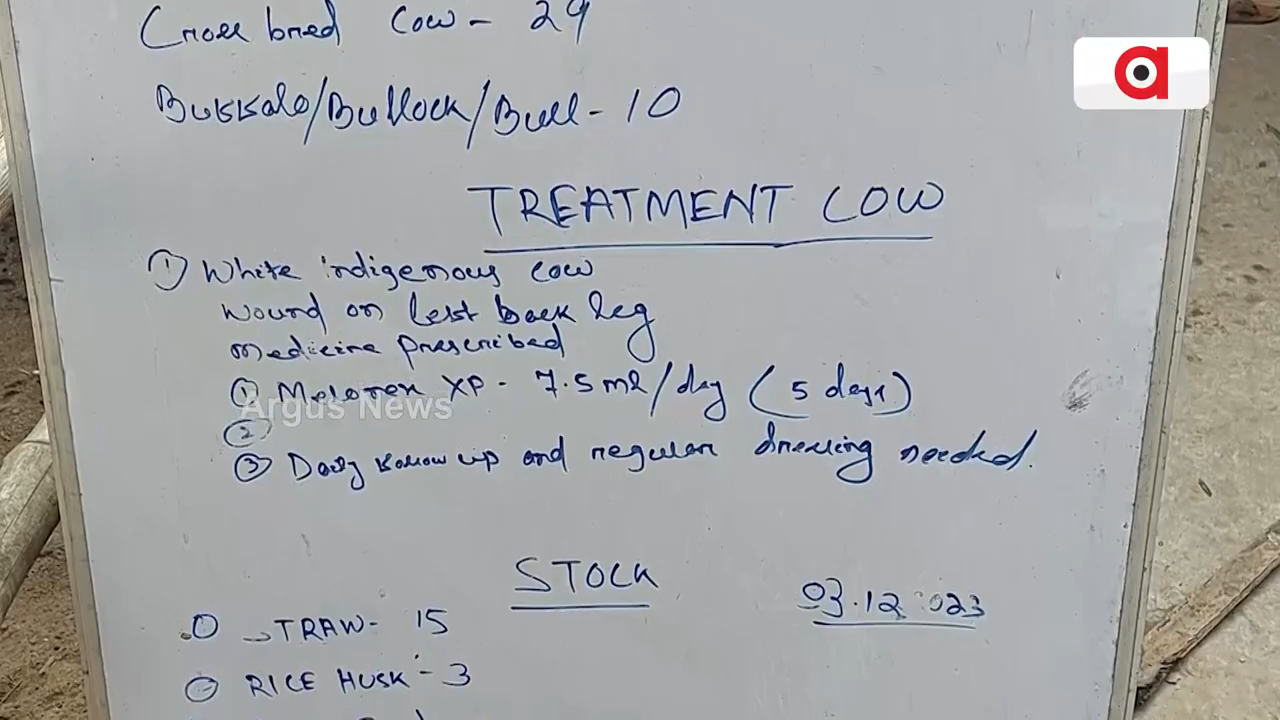 Cross bred cow - 29
Buffalo/Bullock/Bull - 10
TREATMENT COW
① White indigenous cow
wound on left back leg
medicine prescribed
① Melonex XP - 7.5 ml/day (5 days)
Argus News
②
③ Daily follow up and regular dressing needed.
STOCK
03.12.2023
STRAW - 15
RICE HUSK - 3